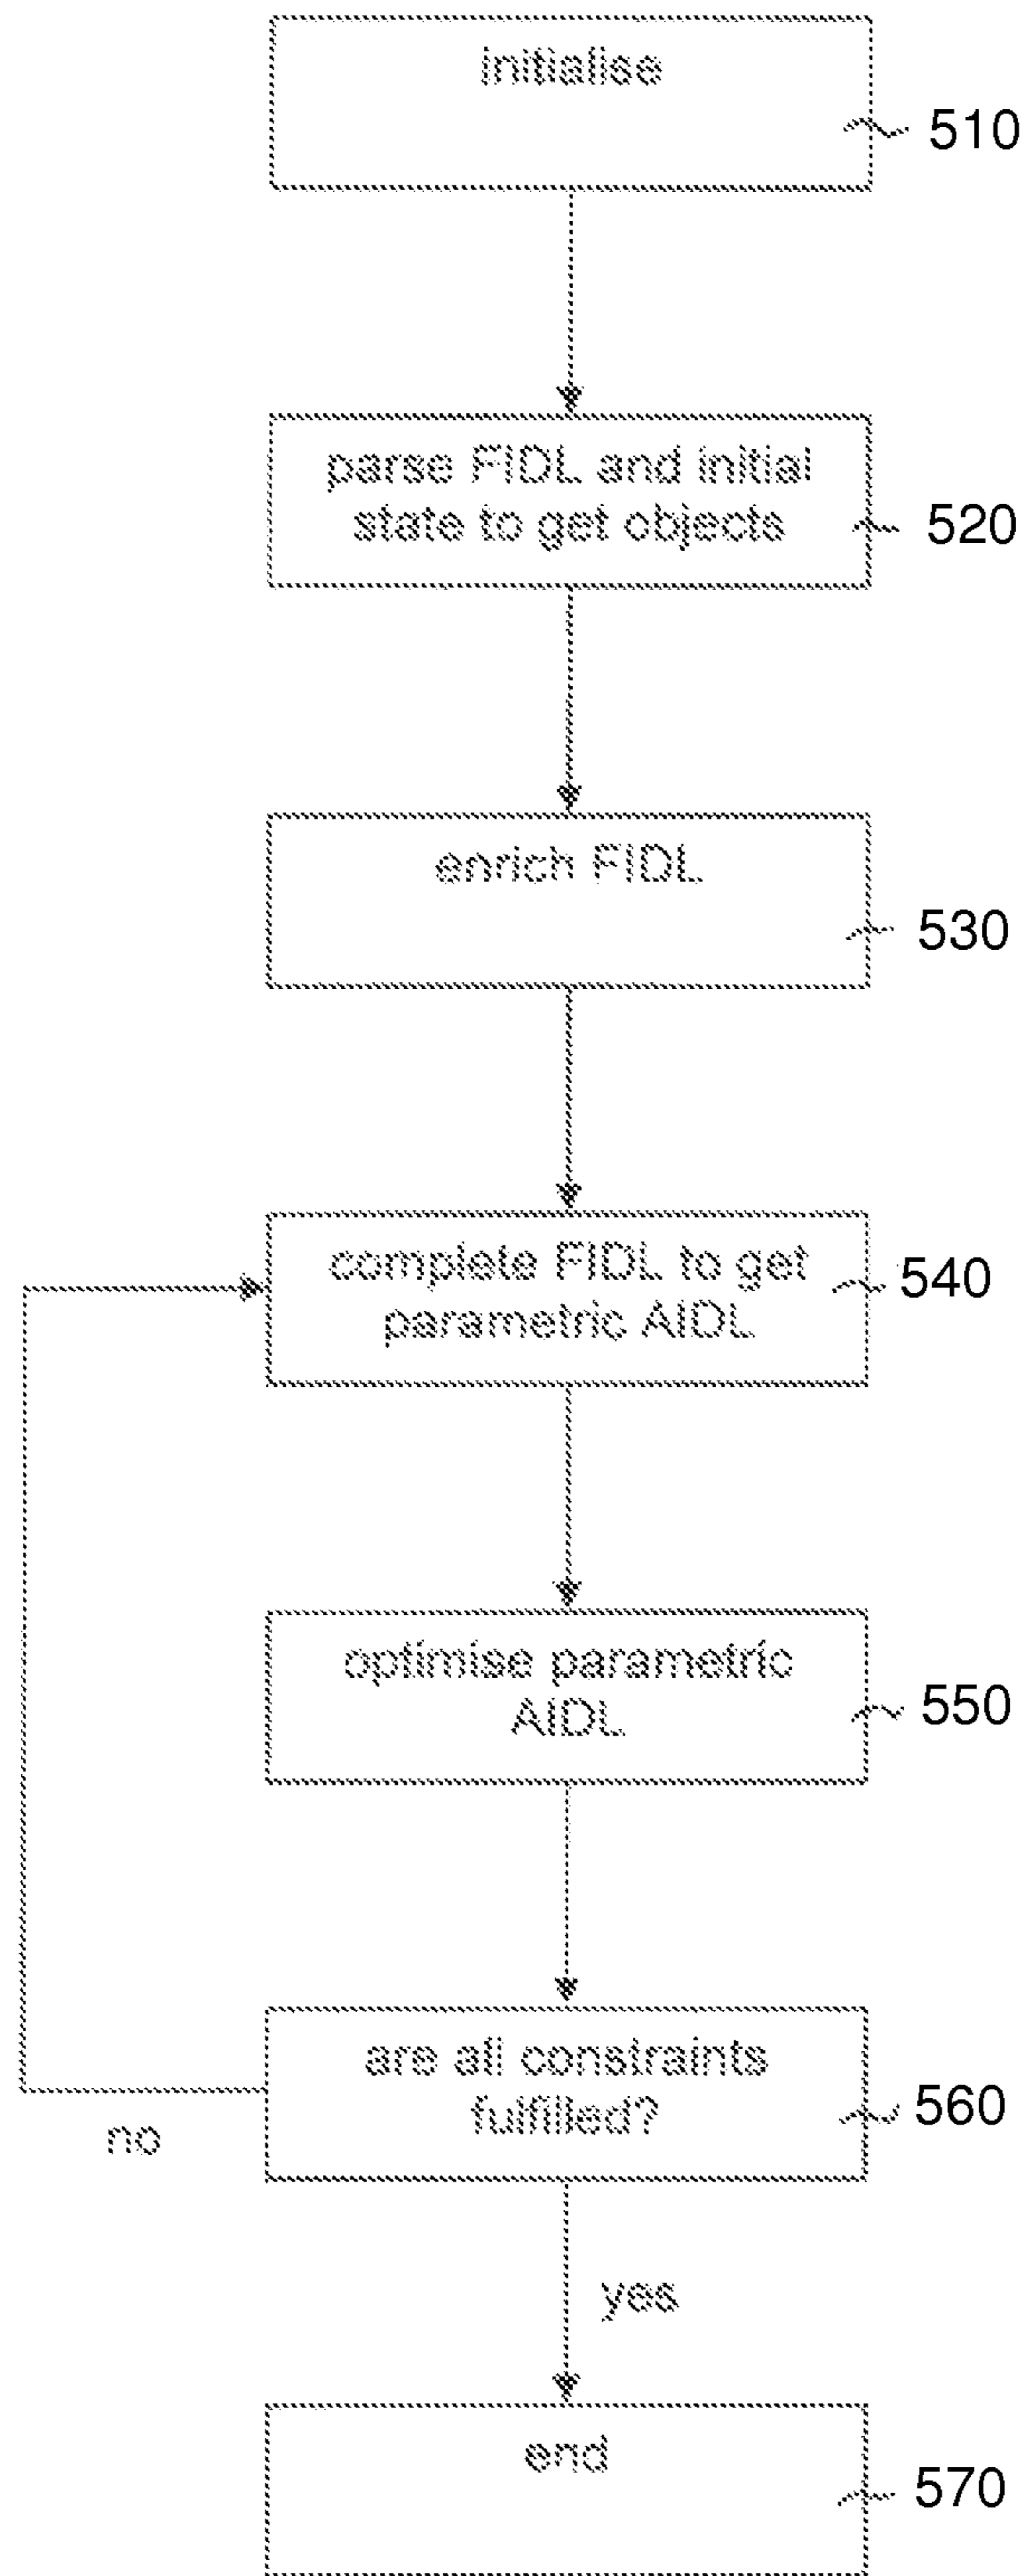 initialise
510
parse FIDL and initial
state to get objects
520
enrich FIDL
530
complete FIDL to get
parametric AIDL
540
optimise parametric
AIDL
550
are all constraints
fulfilled?
560
no
yes
end
570